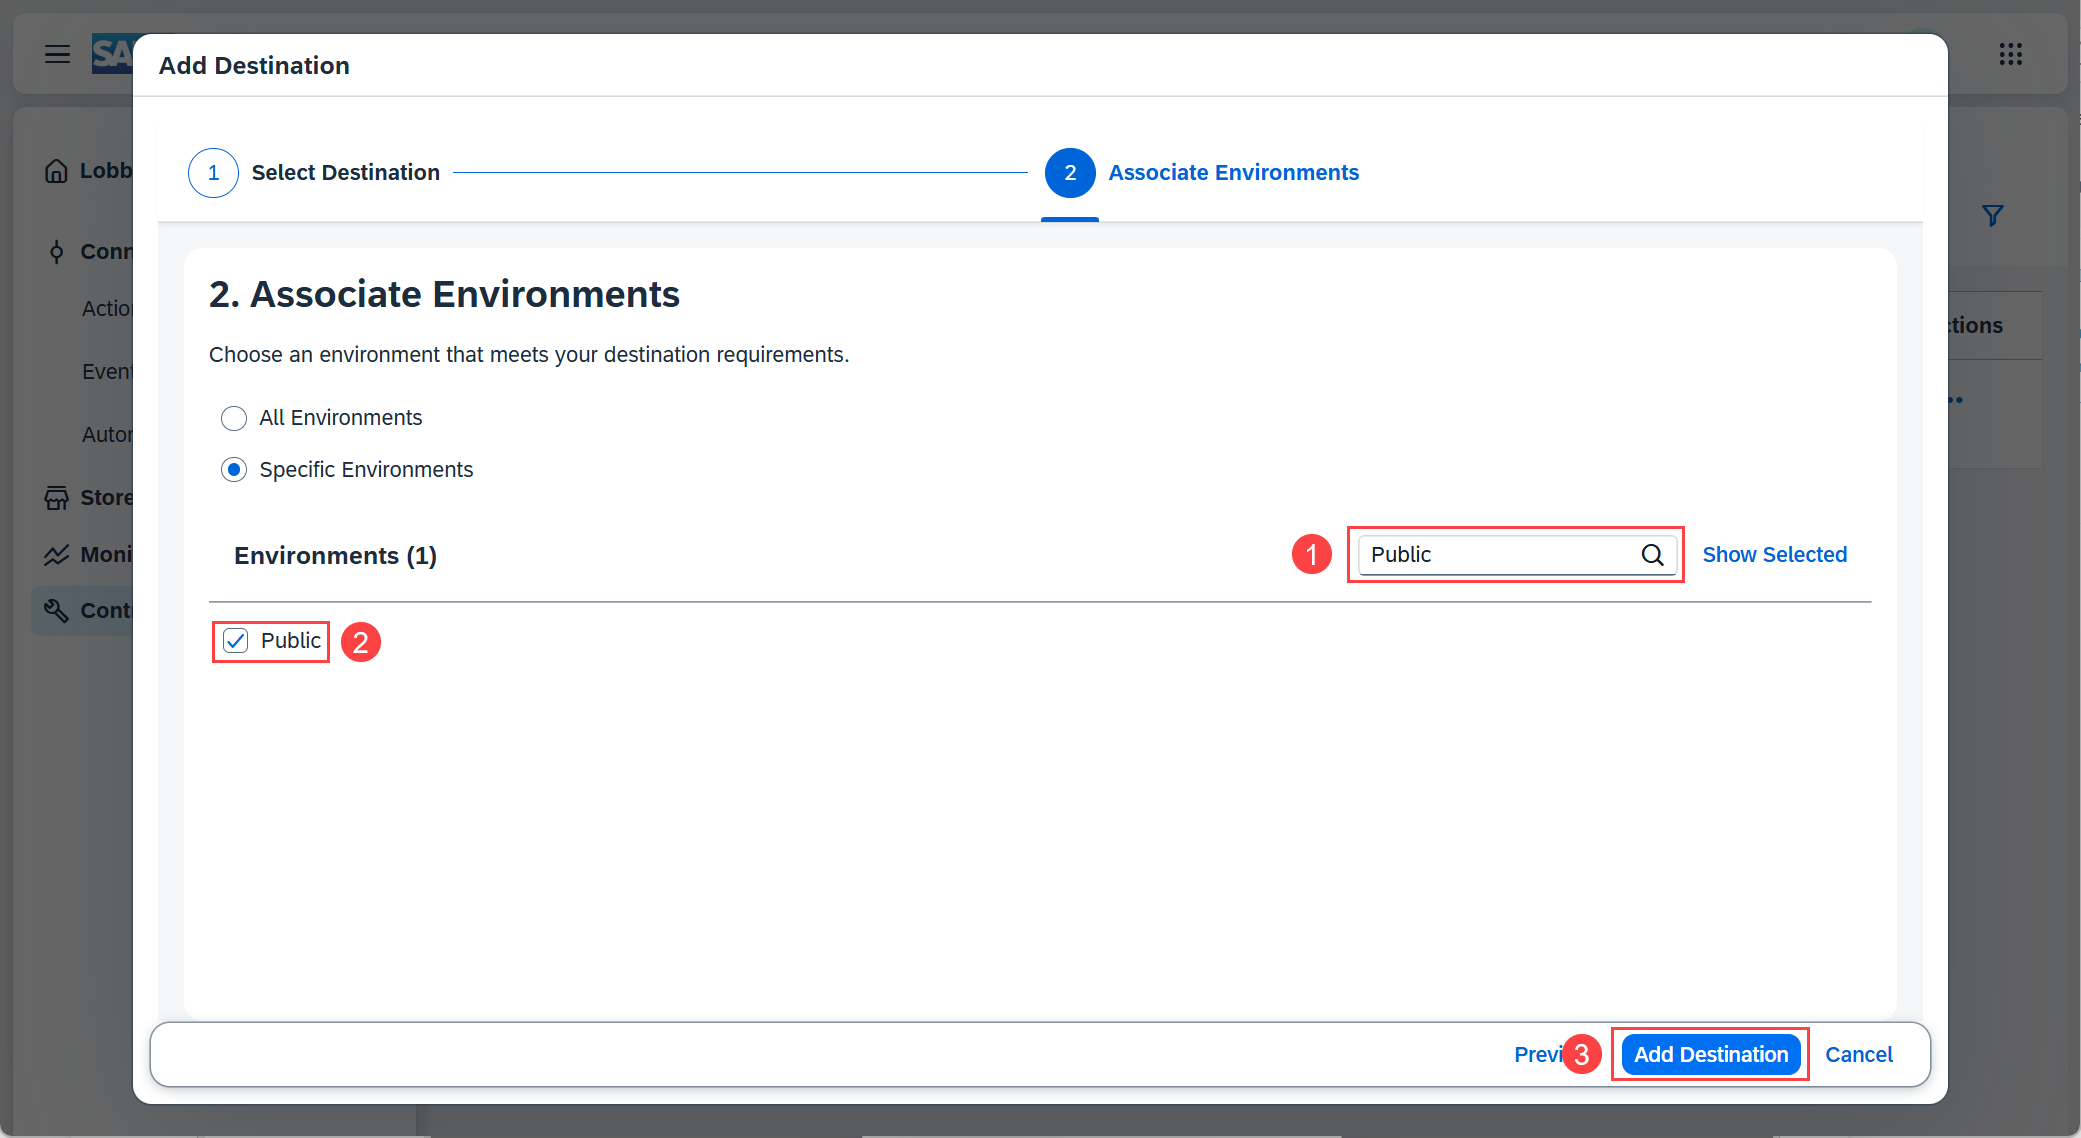 SA
Add Destination
1 Select Destination
2 Associate Environments
Lobb
Conn
Action
Event
Autor
Store
Moni
Cont
ctions
2. Associate Environments
Choose an environment that meets your destination requirements.
All Environments
Specific Environments
Environments (1)
1
Public
Show Selected
Public
2
Previ
3
Add Destination
Cancel